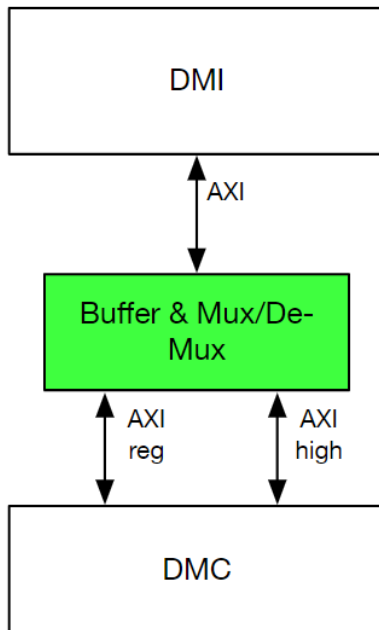 DMI
AXI
Buffer & Mux/De-
Mux
AXI
reg
AXI
high
DMC